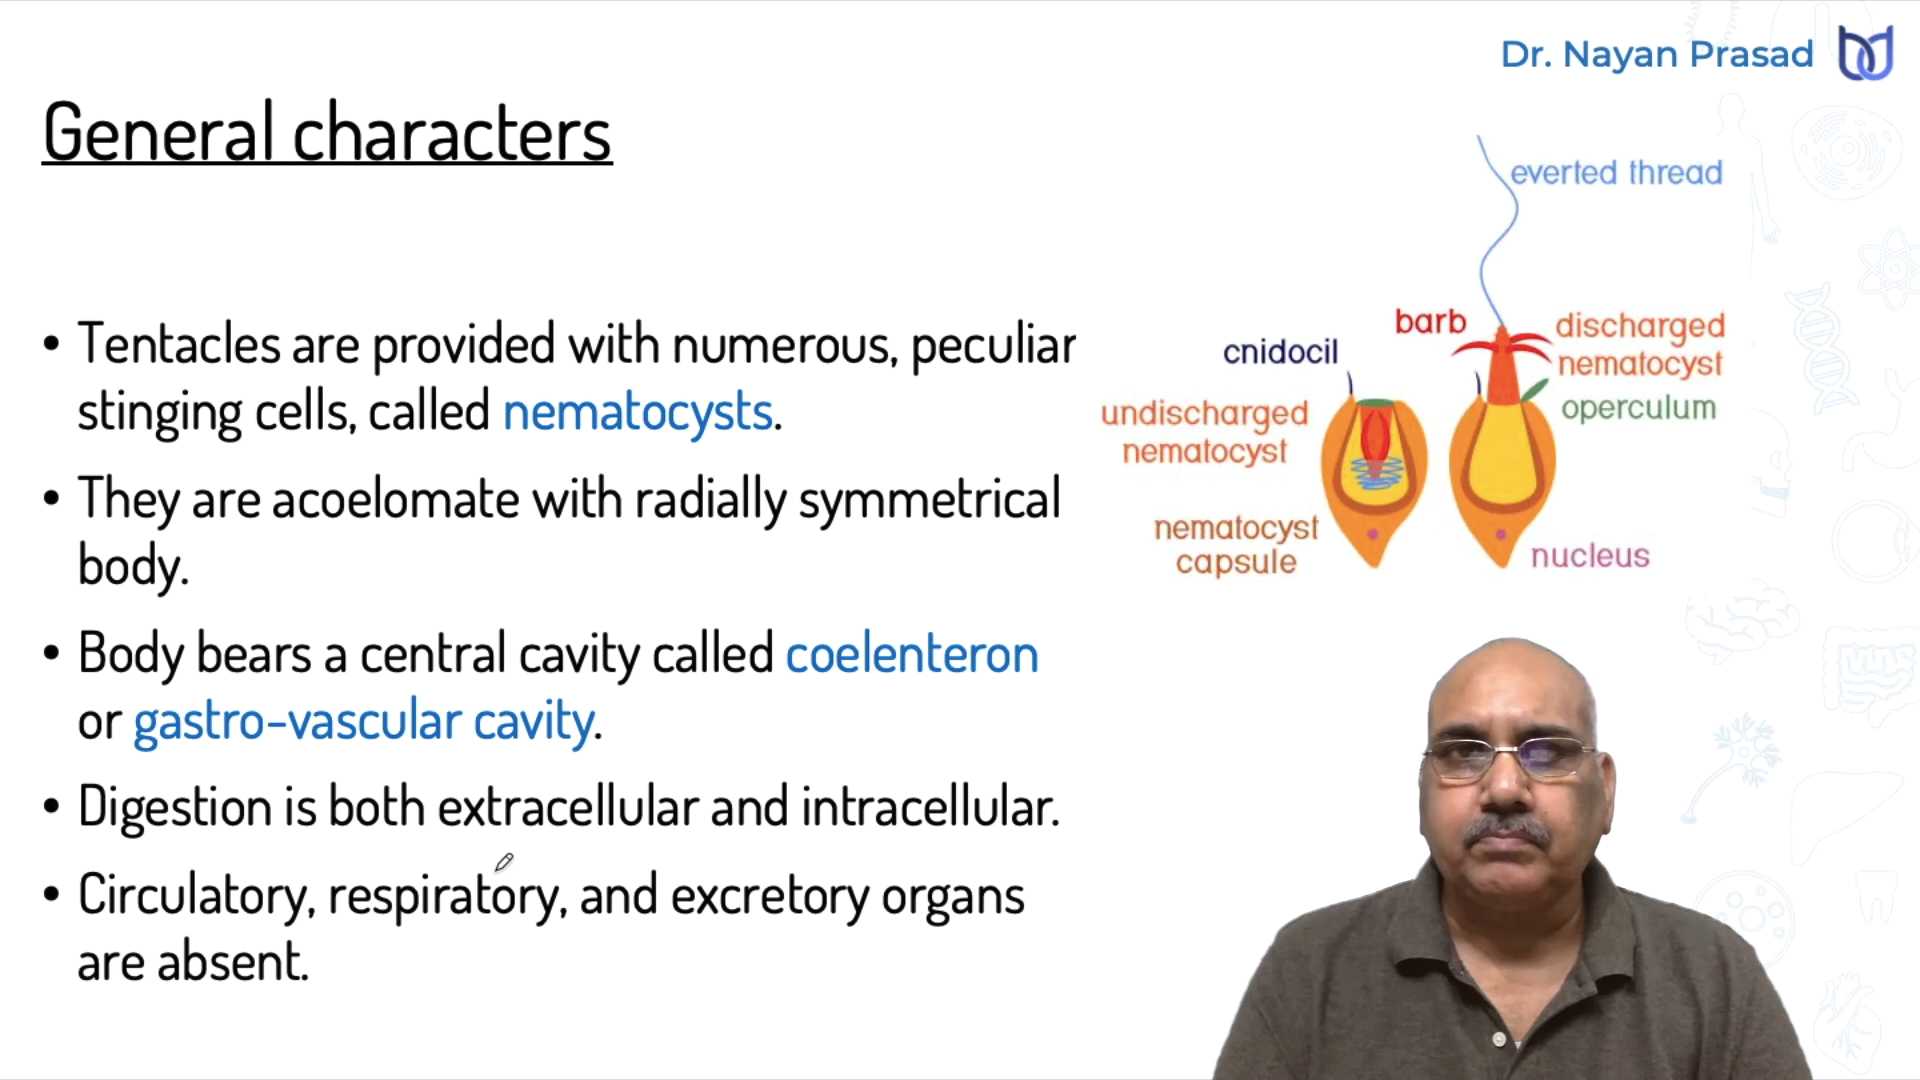 Dr. Nayan Prasad
General characters
• Tentacles are provided with numerous, peculiar
stinging cells, called nematocysts.
• They are acoelomate with radially symmetrical
body.
• Body bears a central cavity called coelenteron
or gastro-vascular cavity.
• Digestion is both extracellular and intracellular.
• Circulatory, respiratory, and excretory organs
are absent.
everted thread
barb
discharged
nematocyst
cnidocil
operculum
undischarged
nematocyst
nematocyst
capsule
nucleus